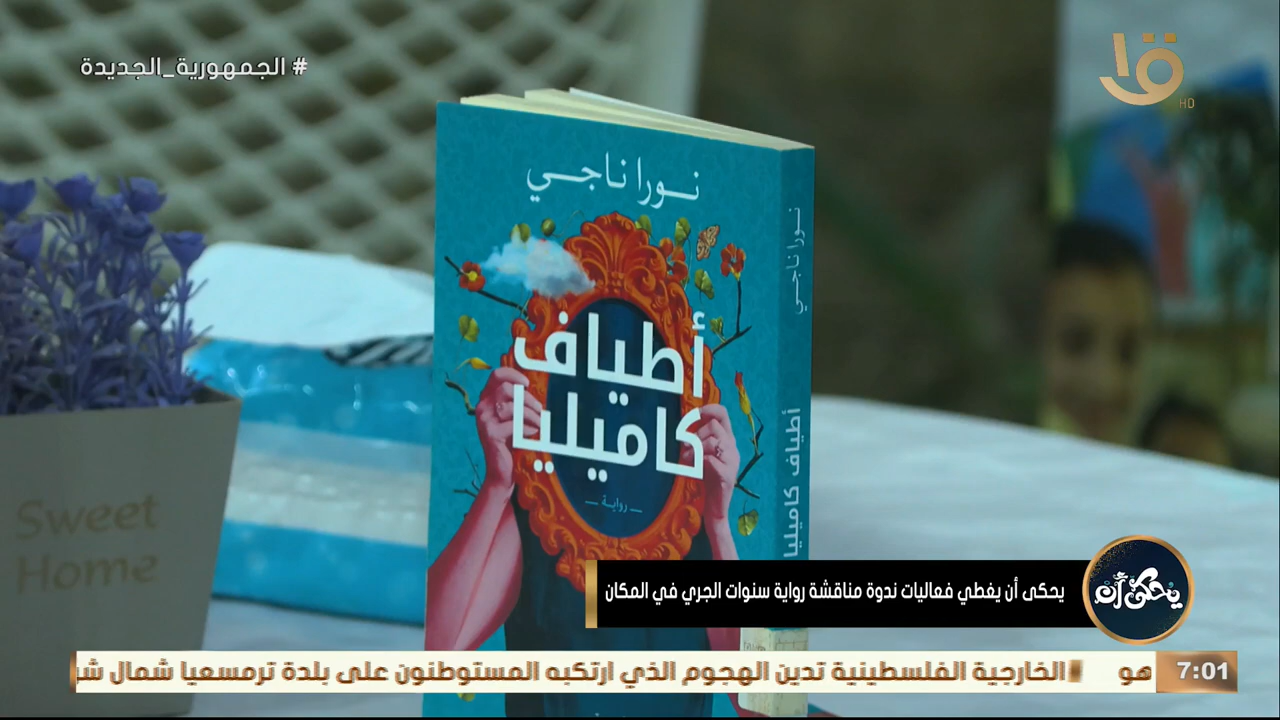 # الجمهورية_الجديدة
HD
نورا ناجي
أطياف
كاميليا
رواية
نورا ناجي
أطياف كاميليا
Sweet
Home
يحكى أن يغطي فعاليات ندوة مناقشة رواية سنوات الجري في المكان
يحكى أن
هو الخارجية الفلسطينية تدين الهجوم الذي ارتكبه المستوطنون على بلدة ترمسعيا شمال
7:01